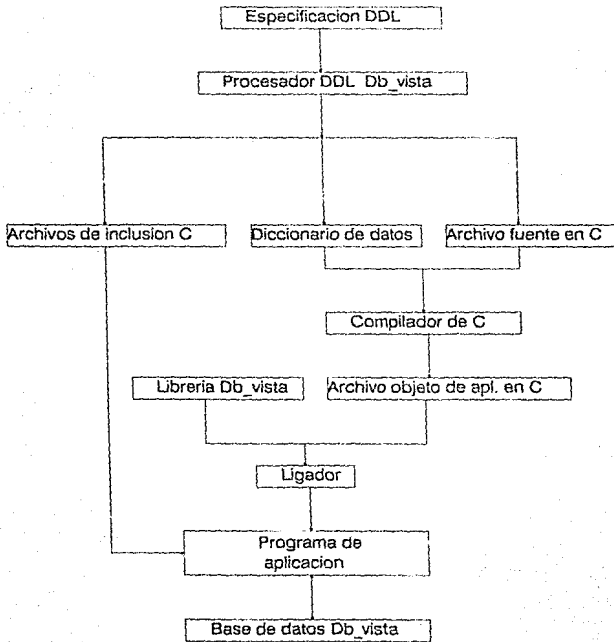 Especificacion DDL
Procesador DDL Db_vista
Archivos de inclusion C
Diccionario de datos
Archivo fuente en C
Compilador de C
Libreria Db_vista
Archivo objeto de apl. en C
Ligador
Programa de
aplicacion
Base de datos Db_vista